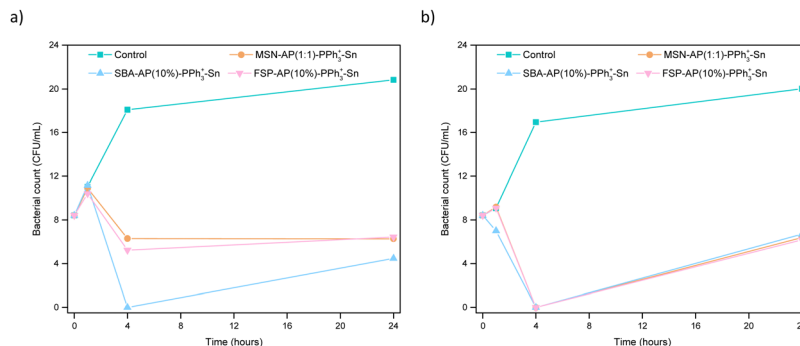 a)
24
20
16
12
8
4
0
Bacterial count (CFU/mL)
Control
MSN-AP(1:1)-PPh₃⁺-Sn
SBA-AP(10%)-PPh₃⁺-Sn
FSP-AP(10%)-PPh₃⁺-Sn
0 4 8 12 16 20 24
Time (hours)
b)
24
20
16
12
8
4
0
Bacterial count (CFU/mL)
Control
MSN-AP(1:1)-PPh₃⁺-Sn
SBA-AP(10%)-PPh₃⁺-Sn
FSP-AP(10%)-PPh₃⁺-Sn
0 4 8 12 16 20
Time (hours)